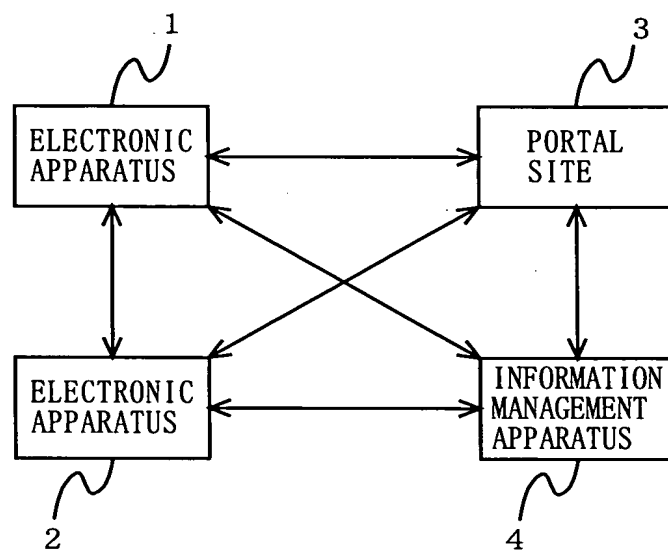 1
3
ELECTRONIC
APPARATUS
PORTAL
SITE
ELECTRONIC
APPARATUS
INFORMATION
MANAGEMENT
APPARATUS
2
4